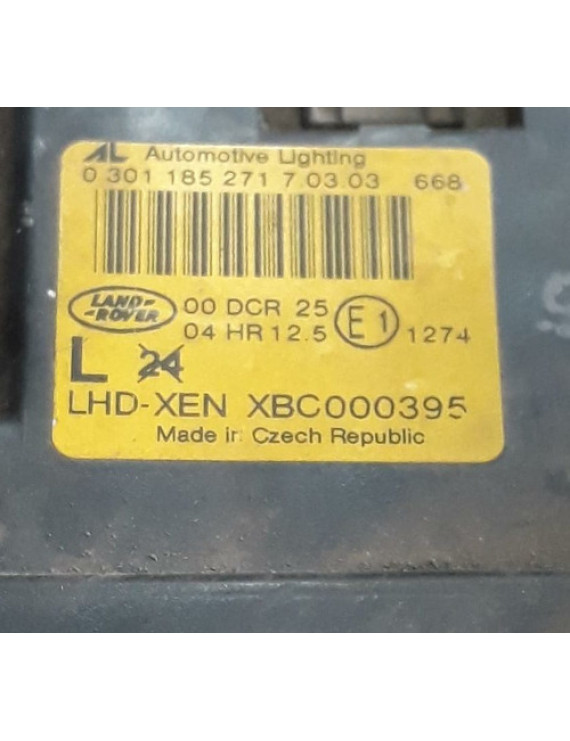 AL Automotive Lighting
0 301 185 271 7.03.03 668
LAND-
-ROVER
00 DCR 25
04 HR 12.5
E1
1274
L 24
LHD-XEN XBC000395
Made in Czech Republic